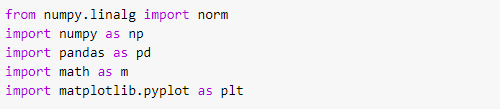 from numpy.linalg import norm
import numpy as np
import pandas as pd
import math as m
import matplotlib.pyplot as plt